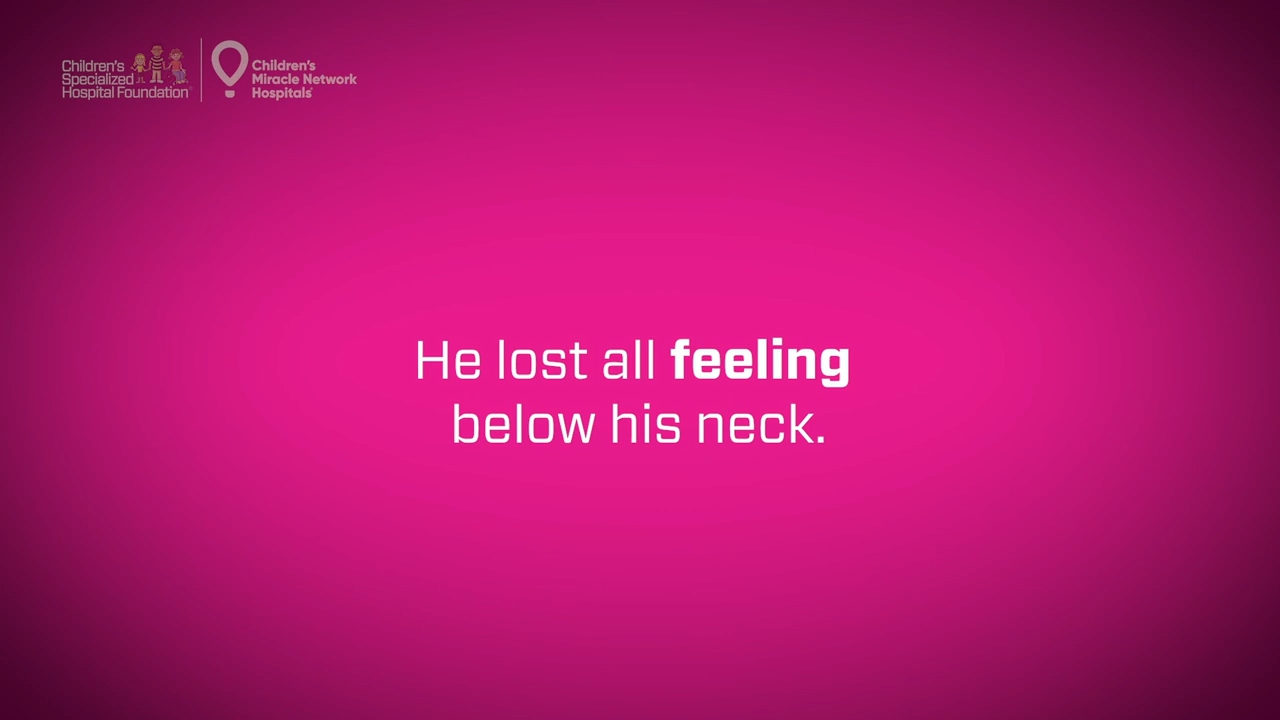 Children's
Specialized
Hospital Foundation
Children's
Miracle Network
Hospitals
He lost all feeling
below his neck.